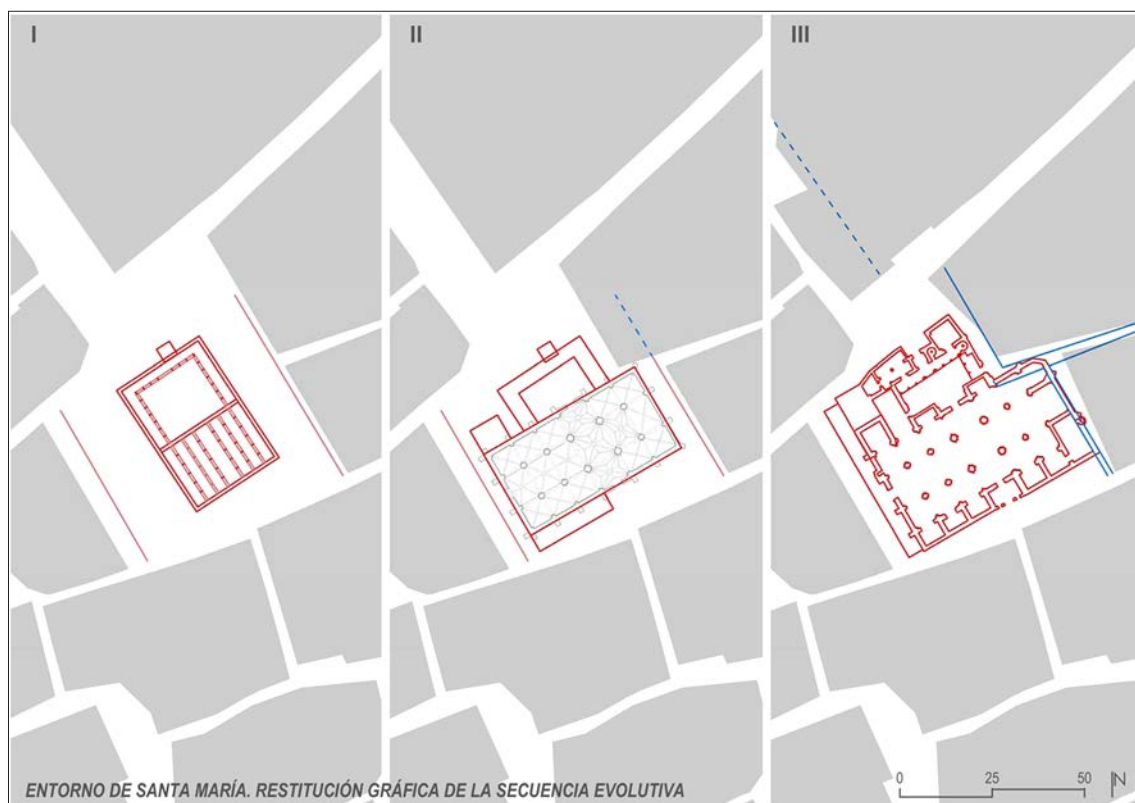 I
II
III
ENTORNO DE SANTA MARÍA. RESTITUCIÓN GRÁFICA DE LA SECUENCIA EVOLUTIVA
0 25 50 N